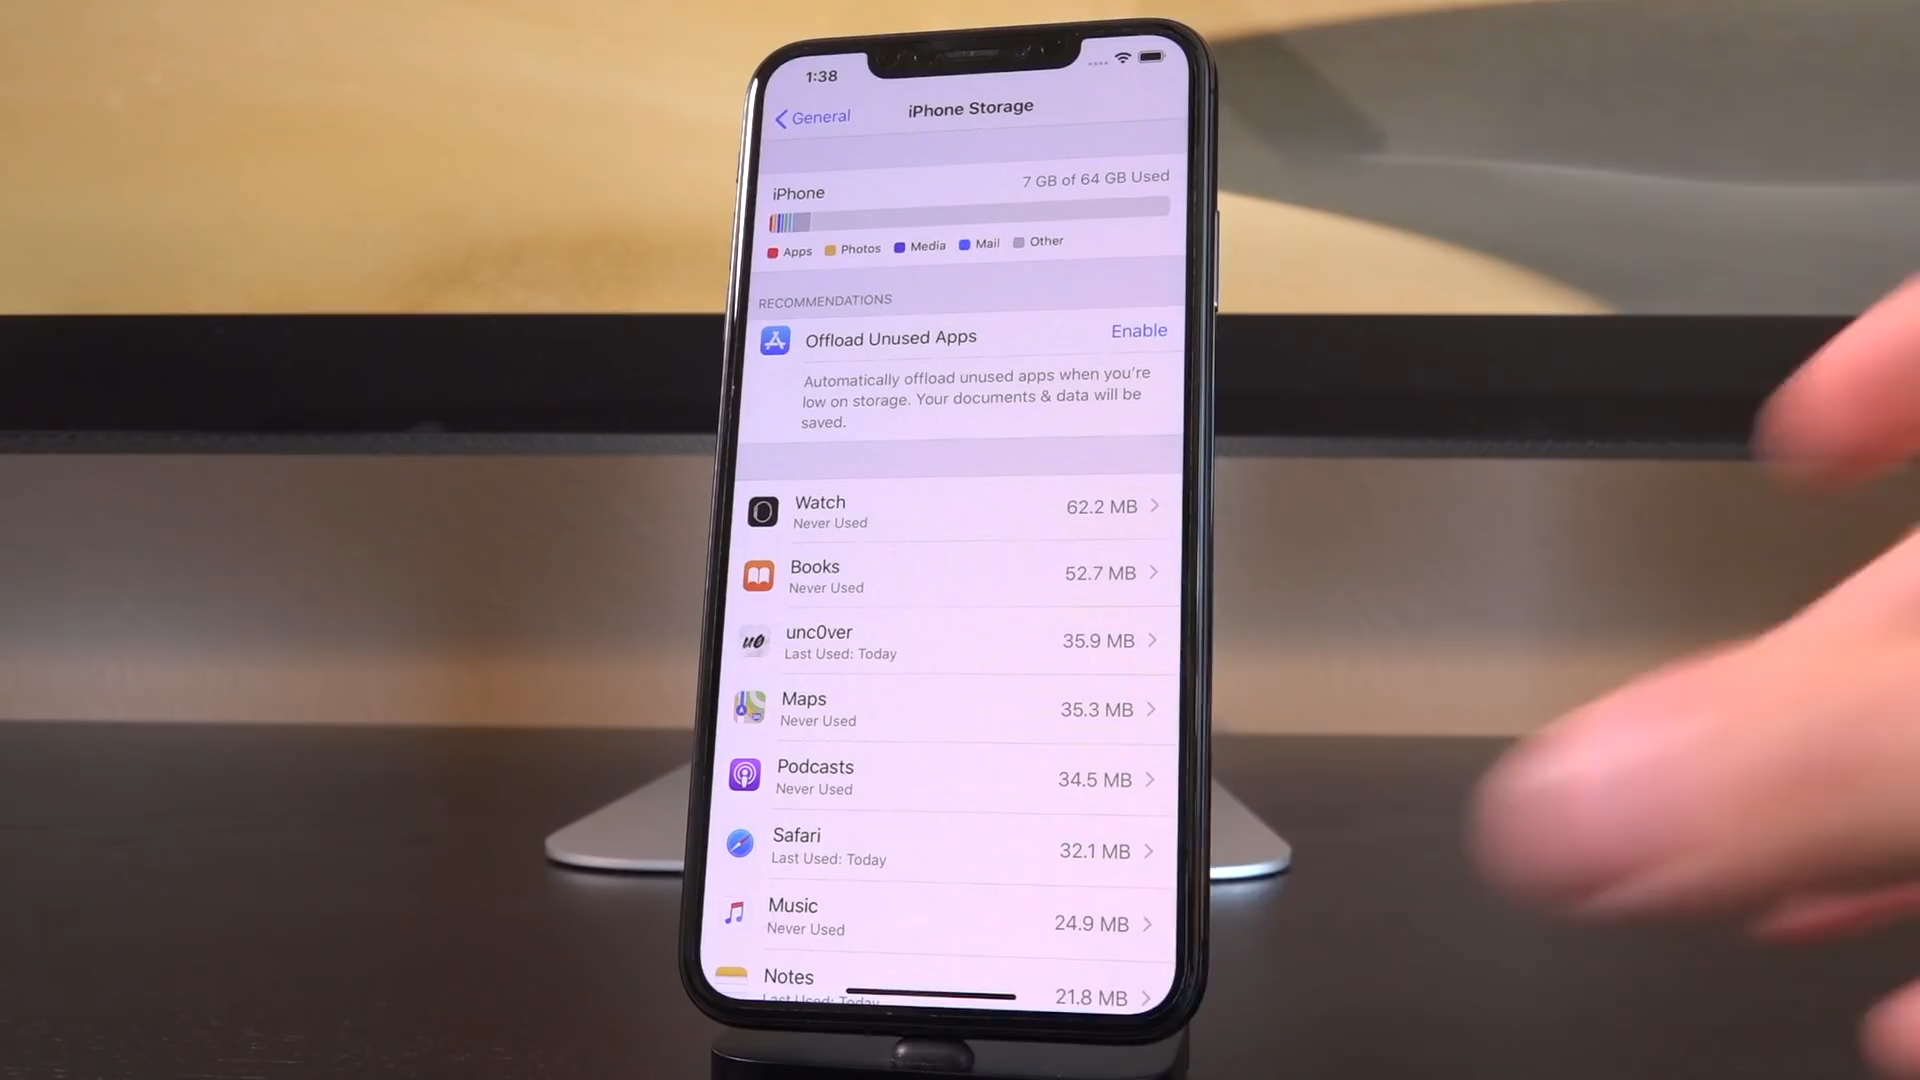 1:38
General
iPhone Storage
iPhone
7 GB of 64 GB Used
Apps
Photos
Media
Mail
Other
RECOMMENDATIONS
Offload Unused Apps
Enable
Automatically offload unused apps when you're
low on storage. Your documents & data will be
saved.
Watch
62.2 MB
Never Used
Books
52.7 MB
Never Used
u0
unc0ver
35.9 MB
Last Used: Today
Maps
35.3 MB
Never Used
Podcasts
34.5 MB
Never Used
Safari
32.1 MB
Last Used: Today
Music
24.9 MB
Never Used
Notes
21.8 MB
Last Used: Today